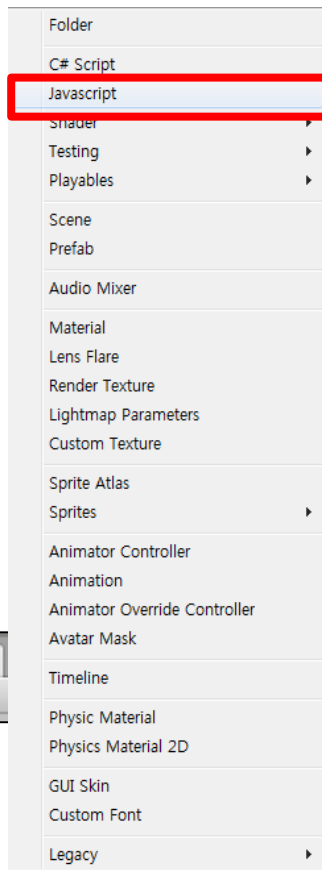 Folder
C# Script
Javascript
Shader
Testing
Playables
Scene
Prefab
Audio Mixer
Material
Lens Flare
Render Texture
Lightmap Parameters
Custom Texture
Sprite Atlas
Sprites
Animator Controller
Animation
Animator Override Controller
Avatar Mask
Timeline
Physic Material
Physics Material 2D
GUI Skin
Custom Font
Legacy